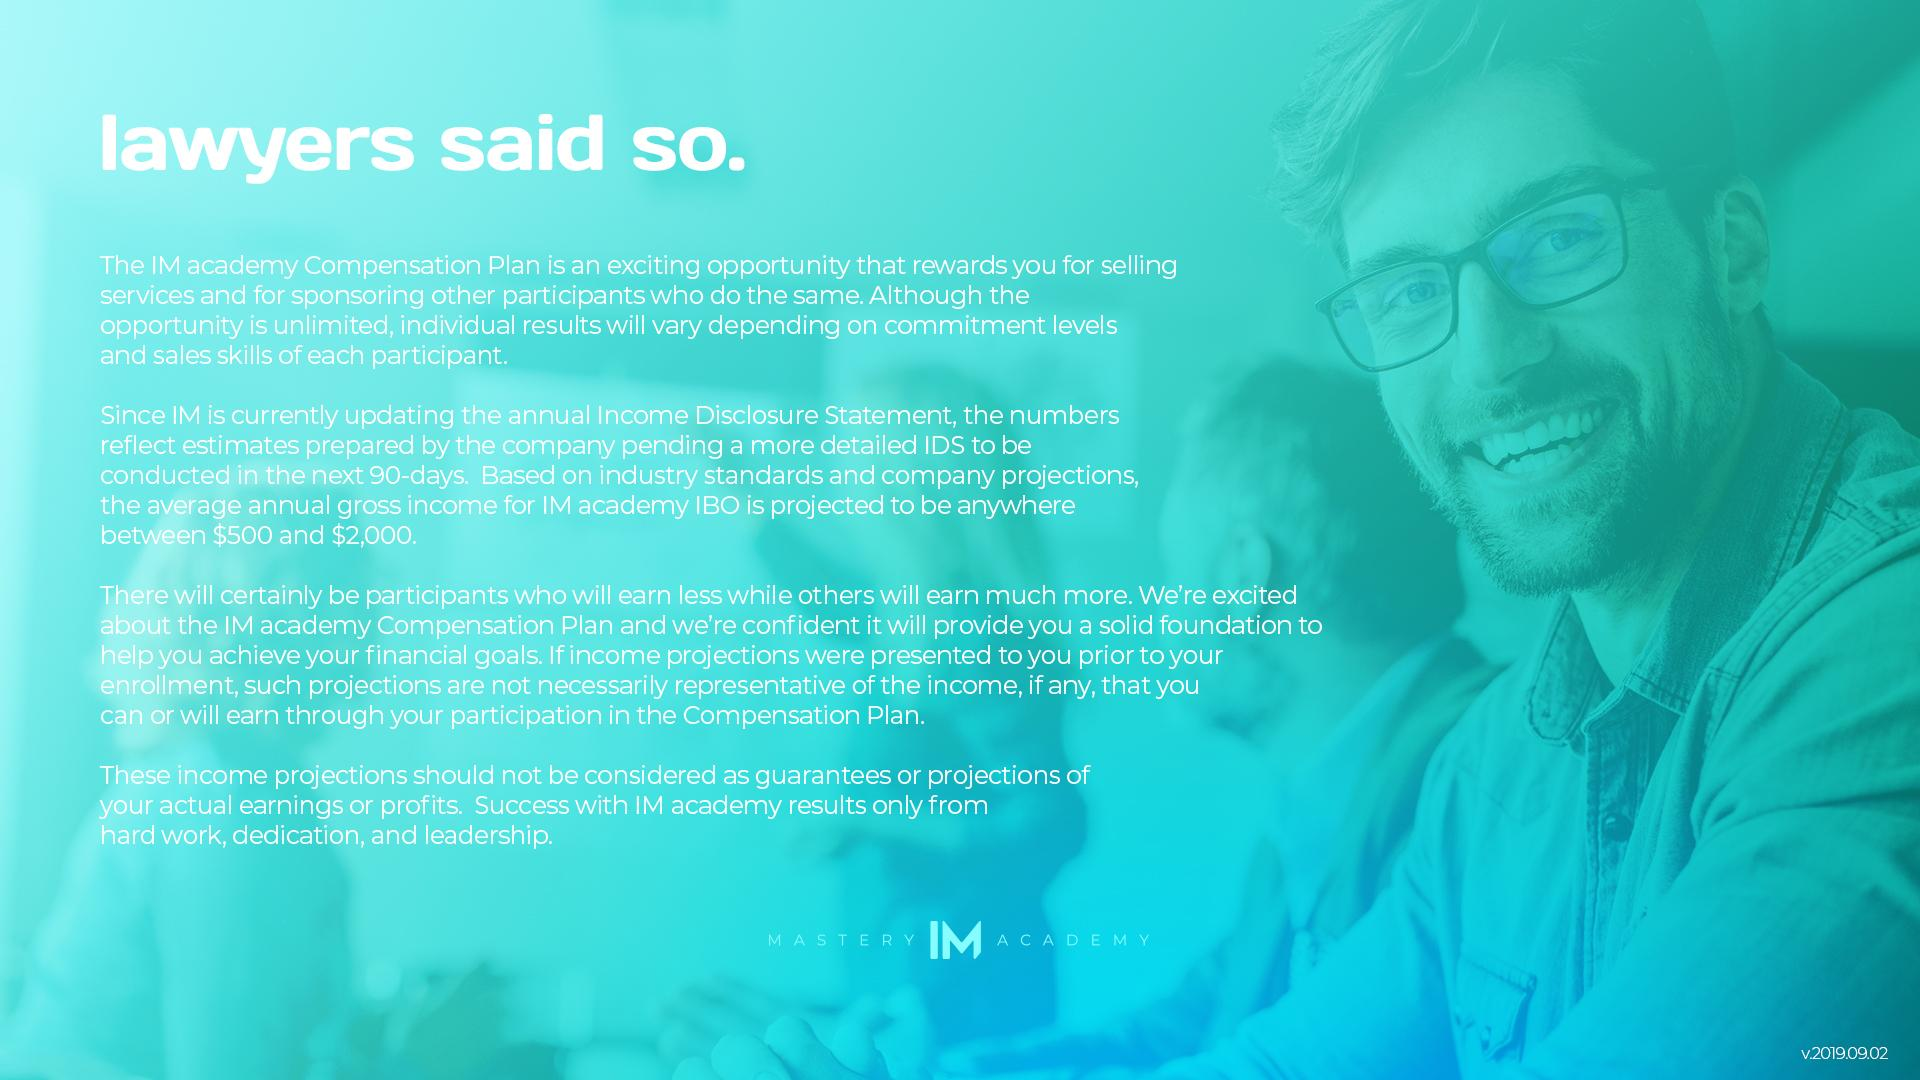 lawyers said so.
The IM academy Compensation Plan is an exciting opportunity that rewards you for selling
services and for sponsoring other participants who do the same. Although the
opportunity is unlimited, individual results will vary depending on commitment levels
and sales skills of each participant.
Since IM is currently updating the annual Income Disclosure Statement, the numbers
reflect estimates prepared by the company pending a more detailed IDS to be
conducted in the next 90-days.  Based on industry standards and company projections,
the average annual gross income for IM academy IBO is projected to be anywhere
between $500 and $2,000.
There will certainly be participants who will earn less while others will earn much more. We’re excited
about the IM academy Compensation Plan and we’re confident it will provide you a solid foundation to
help you achieve your financial goals. If income projections were presented to you prior to your
enrollment, such projections are not necessarily representative of the income, if any, that you
can or will earn through your participation in the Compensation Plan.
These income projections should not be considered as guarantees or projections of
your actual earnings or profits.  Success with IM academy results only from
hard work, dedication, and leadership.
MASTERY IM ACADEMY
v.2019.09.02